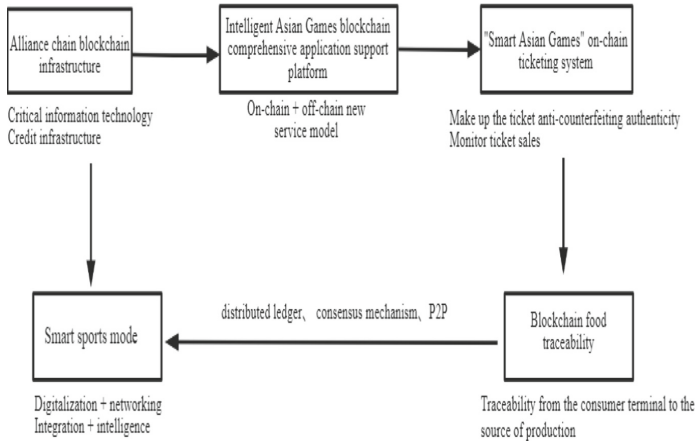 Alliance chain blockchain
infrastructure
Intelligent Asian Games blockchain
comprehensive application support
platform
"Smart Asian Games" on-chain
ticketing system
Critical information technology
Credit infrastructure
On-chain + off-chain new
service model
Make up the ticket anti-counterfeiting authenticity
Monitor ticket sales
distributed ledger、 consensus mechanism、P2P
Smart sports mode
Blockchain food
traceability
Digitalization + networking
Integration + intelligence
Traceability from the consumer terminal to the
source of production